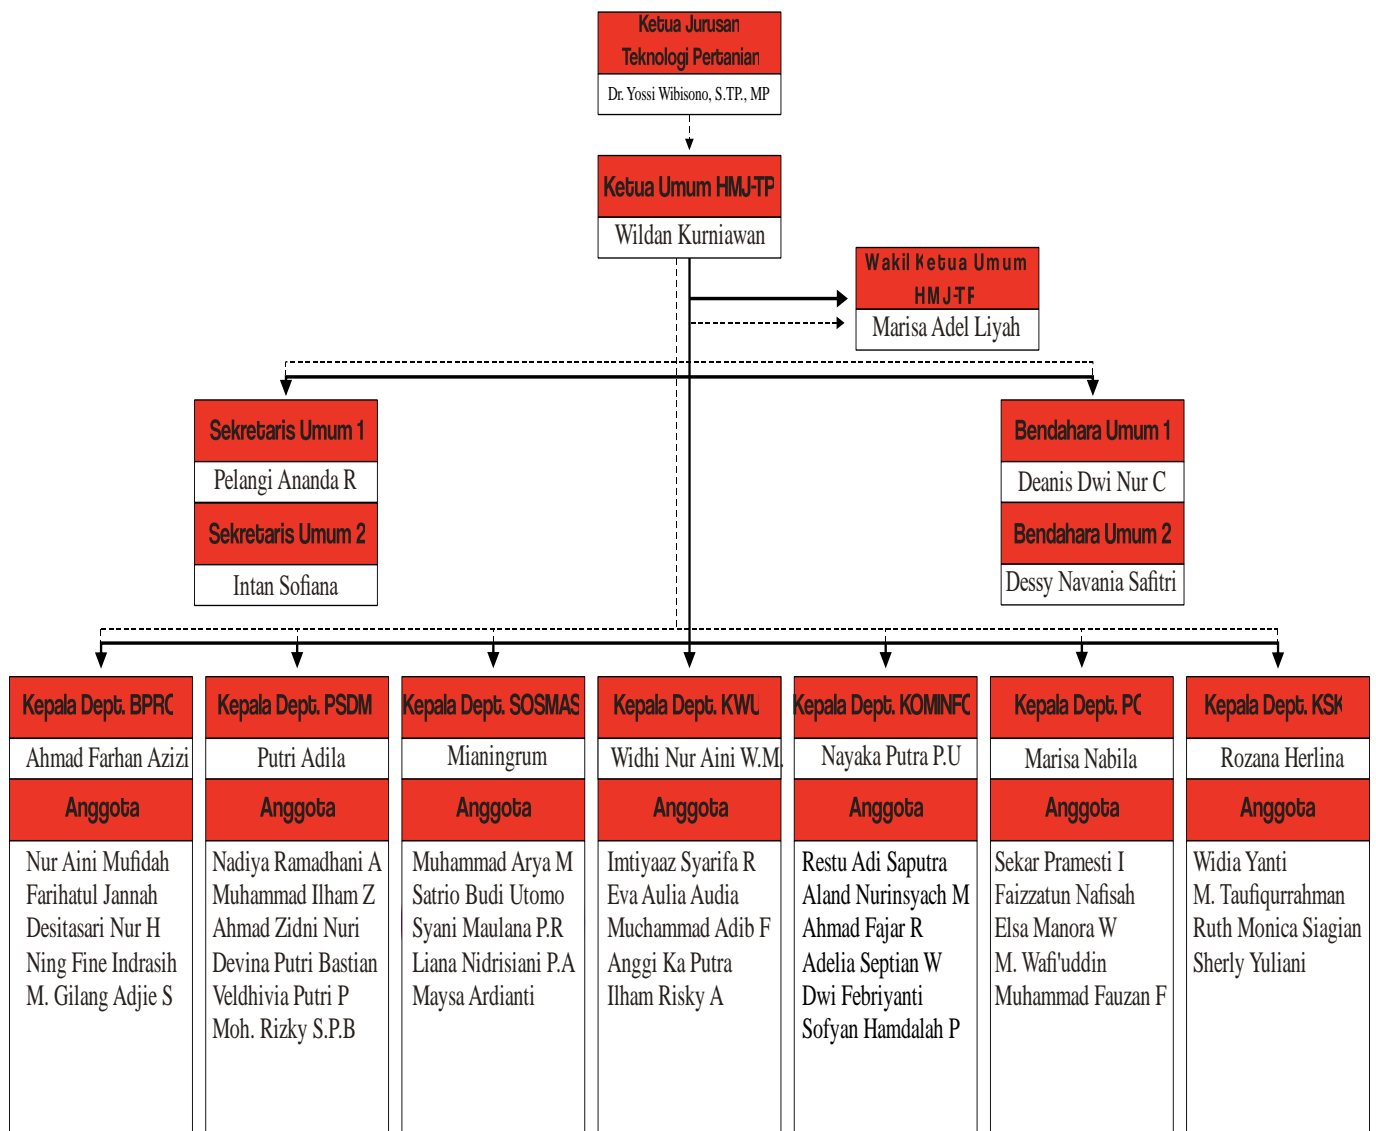 Ketua Jurusan
Teknologi Pertanian
Dr. Yossi Wibisono, S.TP., MP
Ketua Umum HMJ-TP
Wildan Kurniawan
Wakil Ketua Umum
HMJ-TP
Marisa Adel Liyah
Sekretaris Umum 1
Pelangi Ananda R
Sekretaris Umum 2
Intan Sofiana
Bendahara Umum 1
Deanis Dwi Nur C
Bendahara Umum 2
Dessy Navania Safitri
Kepala Dept. BPRO
Ahmad Farhan Azizi
Anggota
Nur Aini Mufidah
Farihatul Jannah
Desitasari Nur H
Ning Fine Indrasih
M. Gilang Adjie S
Kepala Dept. PSDM
Putri Adila
Anggota
Nadiya Ramadhani A
Muhammad Ilham Z
Ahmad Zidni Nuri
Devina Putri Bastian
Veldhivia Putri P
Moh. Rizky S.P.B
Kepala Dept. SOSMAS
Mianingrum
Anggota
Muhammad Arya M
Satrio Budi Utomo
Syani Maulana P.R
Liana Nidrisiani P.A
Maysa Ardianti
Kepala Dept. KWU
Widhi Nur Aini W.M.
Anggota
Imtiyaaz Syarifa R
Eva Aulia Audia
Muchammad Adib F
Anggi Ka Putra
Ilham Risky A
Kepala Dept. KOMINFO
Nayaka Putra P.U
Anggota
Restu Adi Saputra
Aland Nurinsyach M
Ahmad Fajar R
Adelia Septian W
Dwi Febriyanti
Sofyan Hamdalah P
Kepala Dept. PO
Marisa Nabila
Anggota
Sekar Pramesti I
Faizzatun Nafisah
Elsa Manora W
M. Wafi'uddin
Muhammad Fauzan F
Kepala Dept. KSK
Rozana Herlina
Anggota
Widia Yanti
M. Taufiqurrahman
Ruth Monica Siagian
Sherly Yuliani